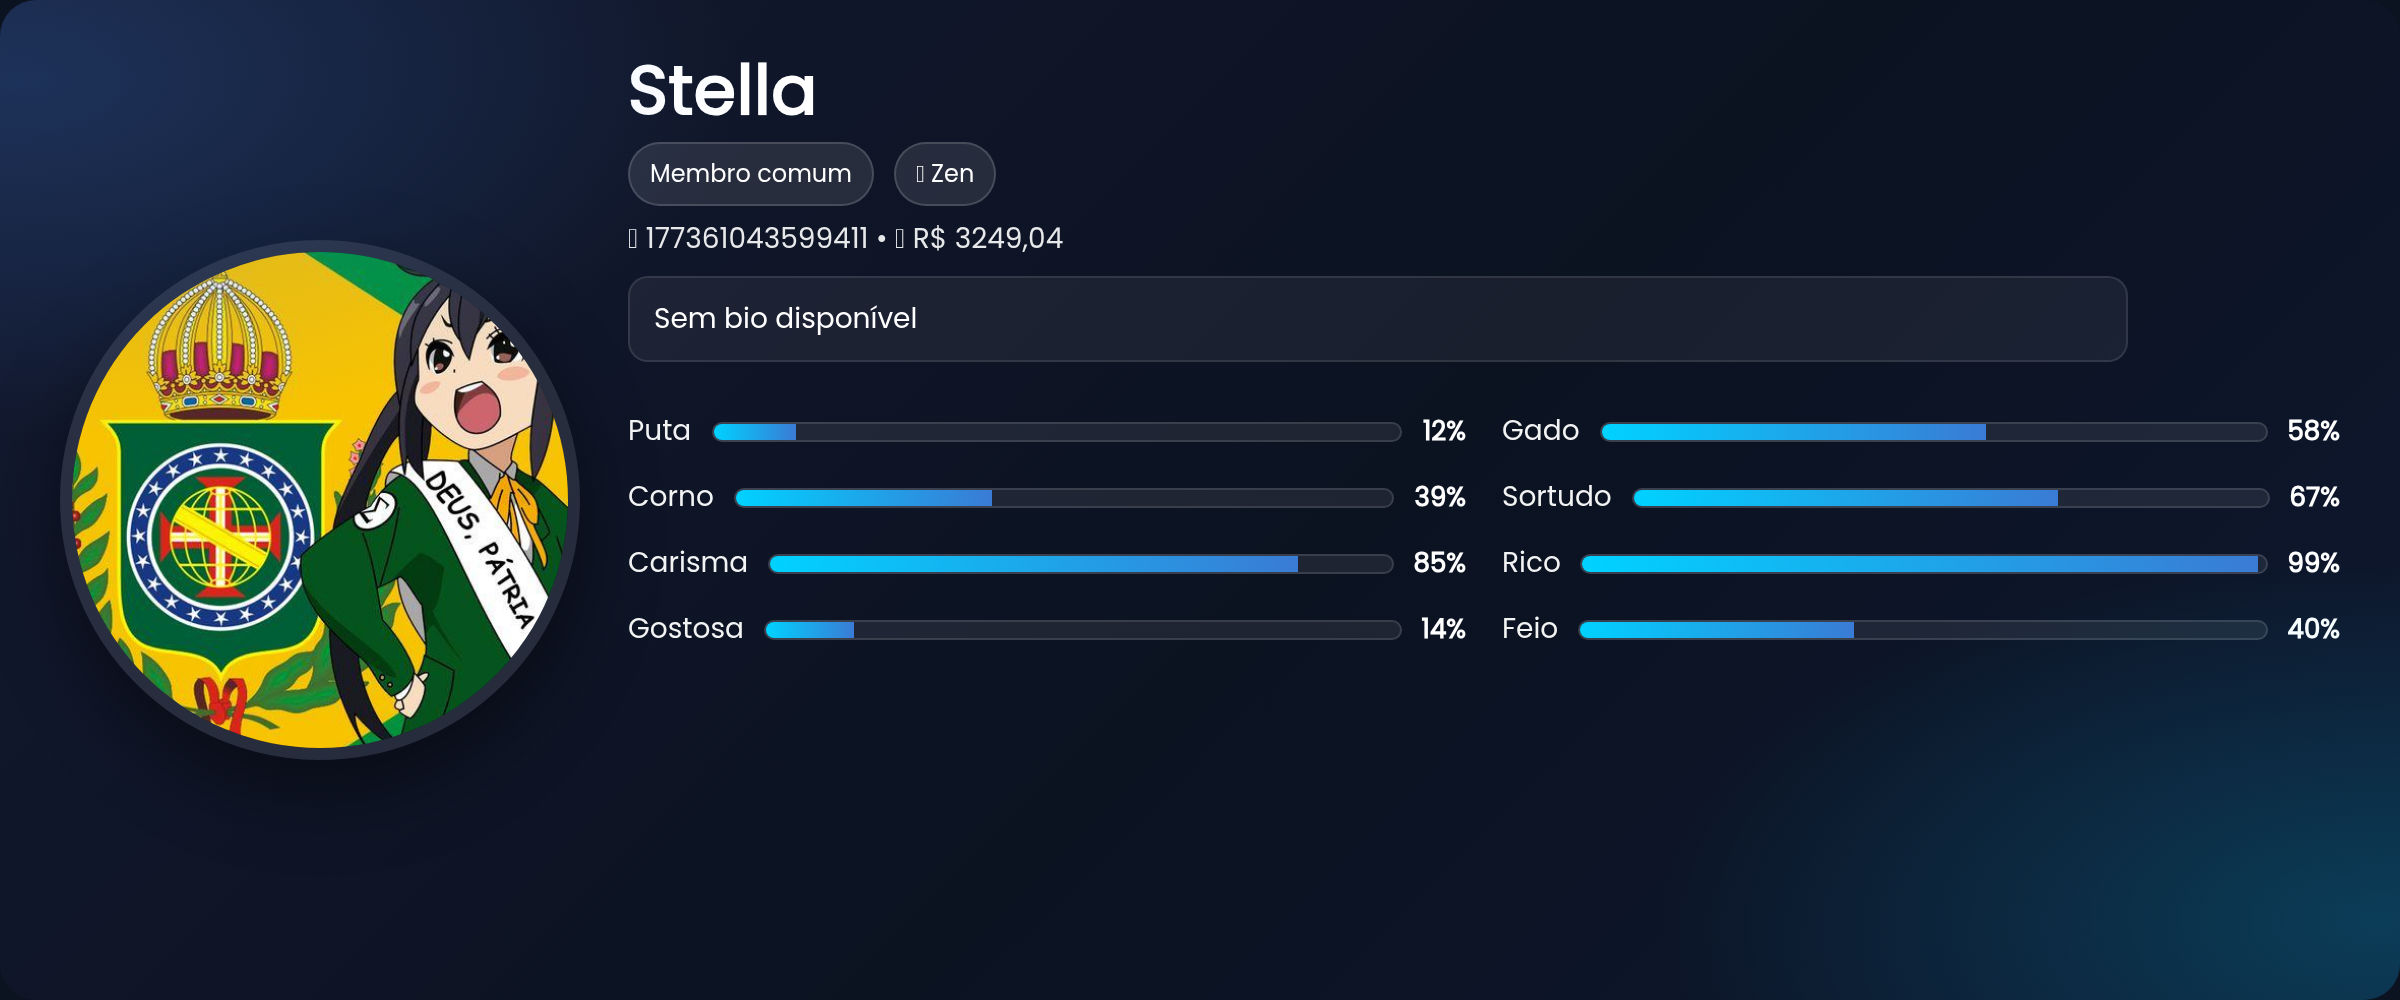 Stella
Membro comum
Zen
177361043599411 • R$ 3249,04
Sem bio disponível
Puta 12% Gado 58%
Corno 39% Sortudo 67%
Carisma 85% Rico 99%
Gostosa 14% Feio 40%
DEUS, PÁTRIA
Σ